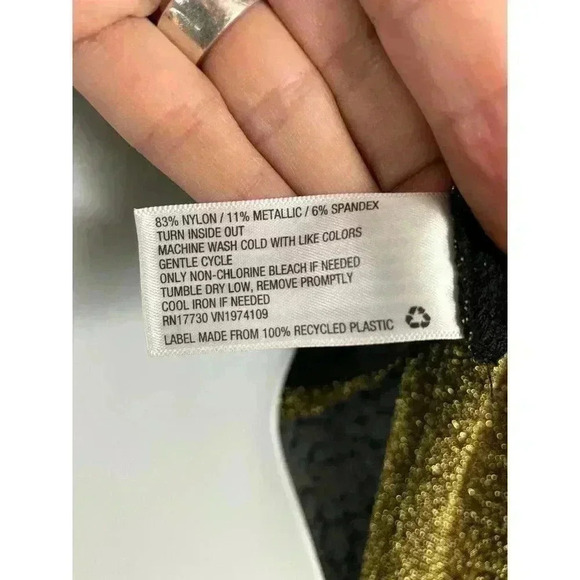 83% NYLON / 11% METALLIC / 6% SPANDEX
TURN INSIDE OUT
MACHINE WASH COLD WITH LIKE COLORS
GENTLE CYCLE
ONLY NON-CHLORINE BLEACH IF NEEDED
TUMBLE DRY LOW, REMOVE PROMPTLY
COOL IRON IF NEEDED
RN17730 VN1974109
LABEL MADE FROM 100% RECYCLED PLASTIC